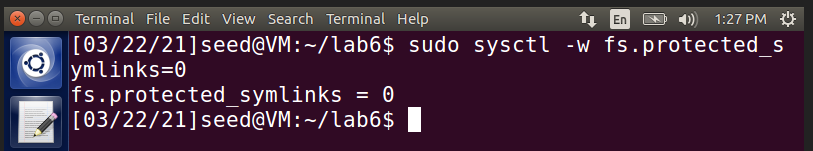 Terminal File Edit View Search Terminal Help En 1:27 PM
[03/22/21]seed@VM:~/lab6$ sudo sysctl -w fs.protected_s
ymlinks=0
fs.protected_symlinks = 0
[03/22/21]seed@VM:~/lab6$